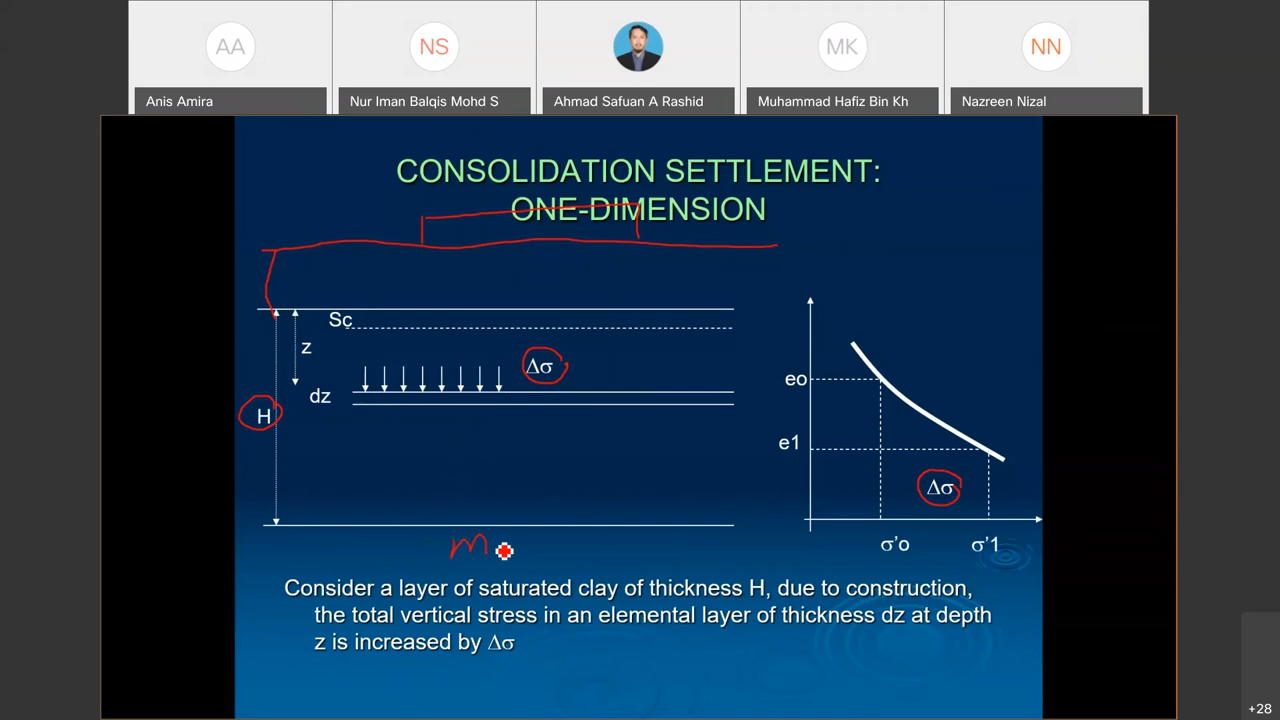 AA
NS
MK
NN
Anis Amira
Nur Iman Balqis Mohd S
Ahmad Safuan A Rashid
Muhammad Hafiz Bin Kh
Nazreen Nizal
CONSOLIDATION SETTLEMENT:
ONE-DIMENSION
Sc
z
Δσ
dz
H
eo
e1
Δσ
σ'o
σ'1
m
Consider a layer of saturated clay of thickness H, due to construction,
the total vertical stress in an elemental layer of thickness dz at depth
z is increased by Δσ
+28